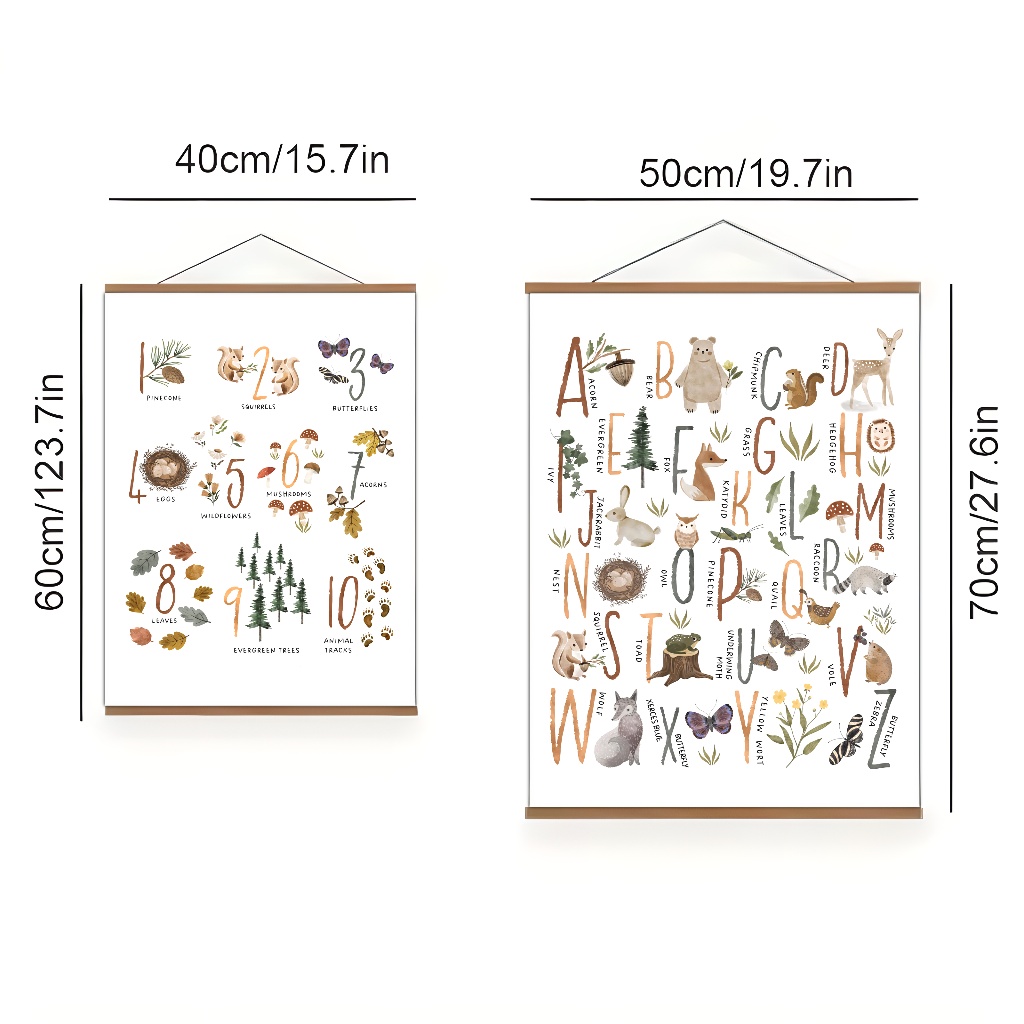 40cm/15.7in
50cm/19.7in
60cm/123.7in
70cm/27.6in
1
PINECONE
2
SQUIRRELS
3
BUTTERFLIES
4
EGGS
5
WILDFLOWERS
6
MUSHROOMS
7
ACORNS
8
LEAVES
9
EVERGREEN TREES
10
ANIMAL
TRACKS
A
ACORN
B
BEAR
C
CHIPMUNK
D
DEER
E
EVERGREEN
F
FOX
G
GRASS
H
HEDGEHOG
I
IVY
J
JACKRABBIT
K
KATYDID
L
LEAVES
M
MUSHROOMS
N
NEST
O
OWL
P
PINECONE
Q
QUAIL
R
RACCOON
S
SQUIRREL
T
TOAD
U
UNDERWING
MOTH
V
VOLE
W
WOLF
X
XERCES BLUE
BUTTERFLY
Y
YELLOW WORT
Z
ZEBRA
BUTTERFLY